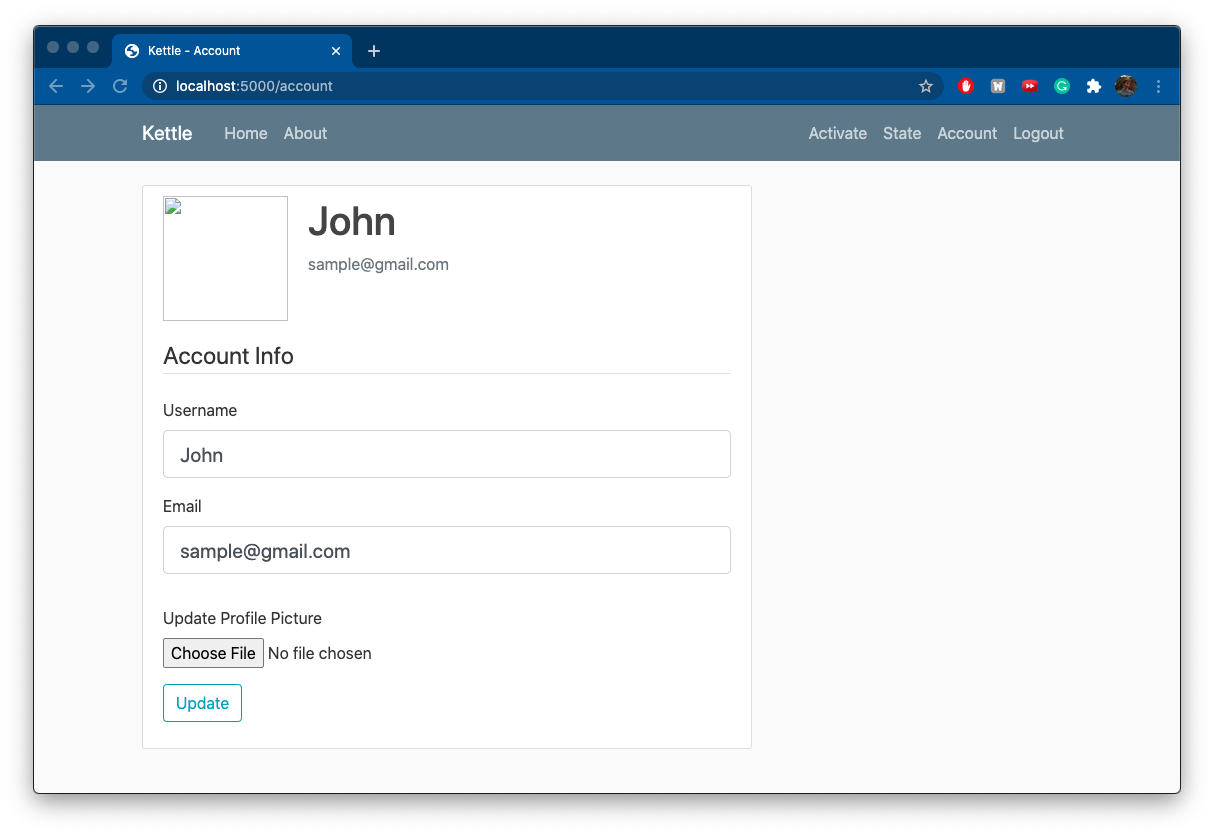 Kettle - Account
localhost:5000/account
Kettle Home About Activate State Account Logout
John
sample@gmail.com
Account Info
Username
John
Email
sample@gmail.com
Update Profile Picture
Choose File No file chosen
Update